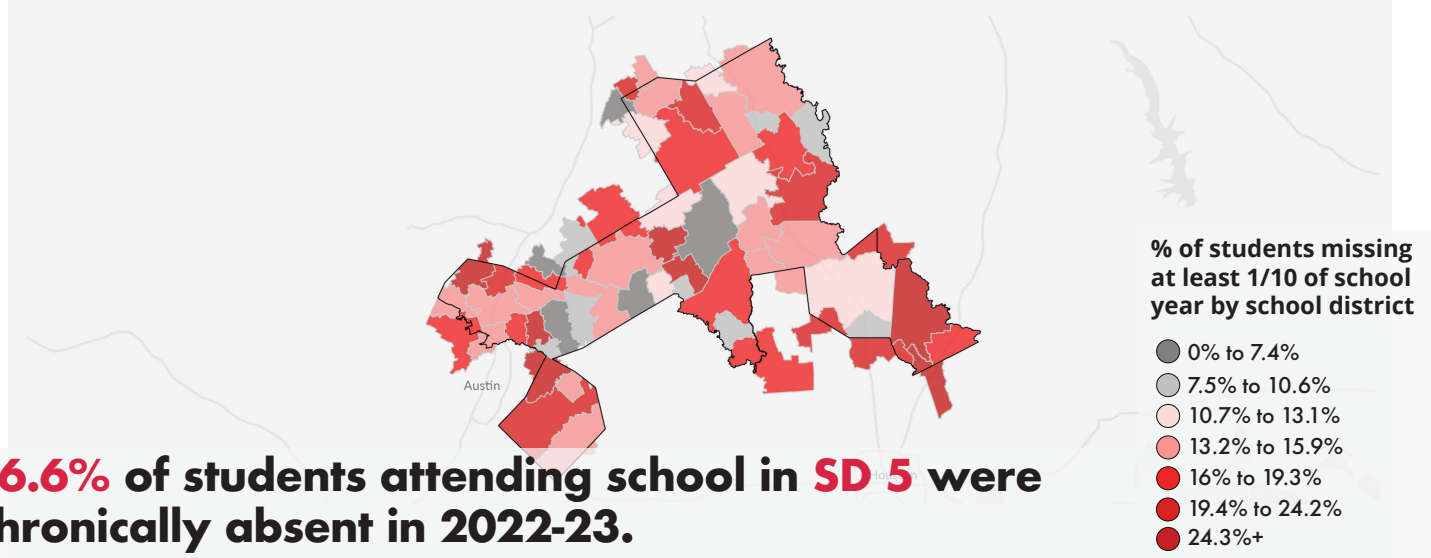 % of students missing
at least 1/10 of school
year by school district
0% to 7.4%
7.5% to 10.6%
10.7% to 13.1%
13.2% to 15.9%
16% to 19.3%
19.4% to 24.2%
24.3%+
Austin
Houston
6.6% of students attending school in SD 5 were
hronically absent in 2022-23.